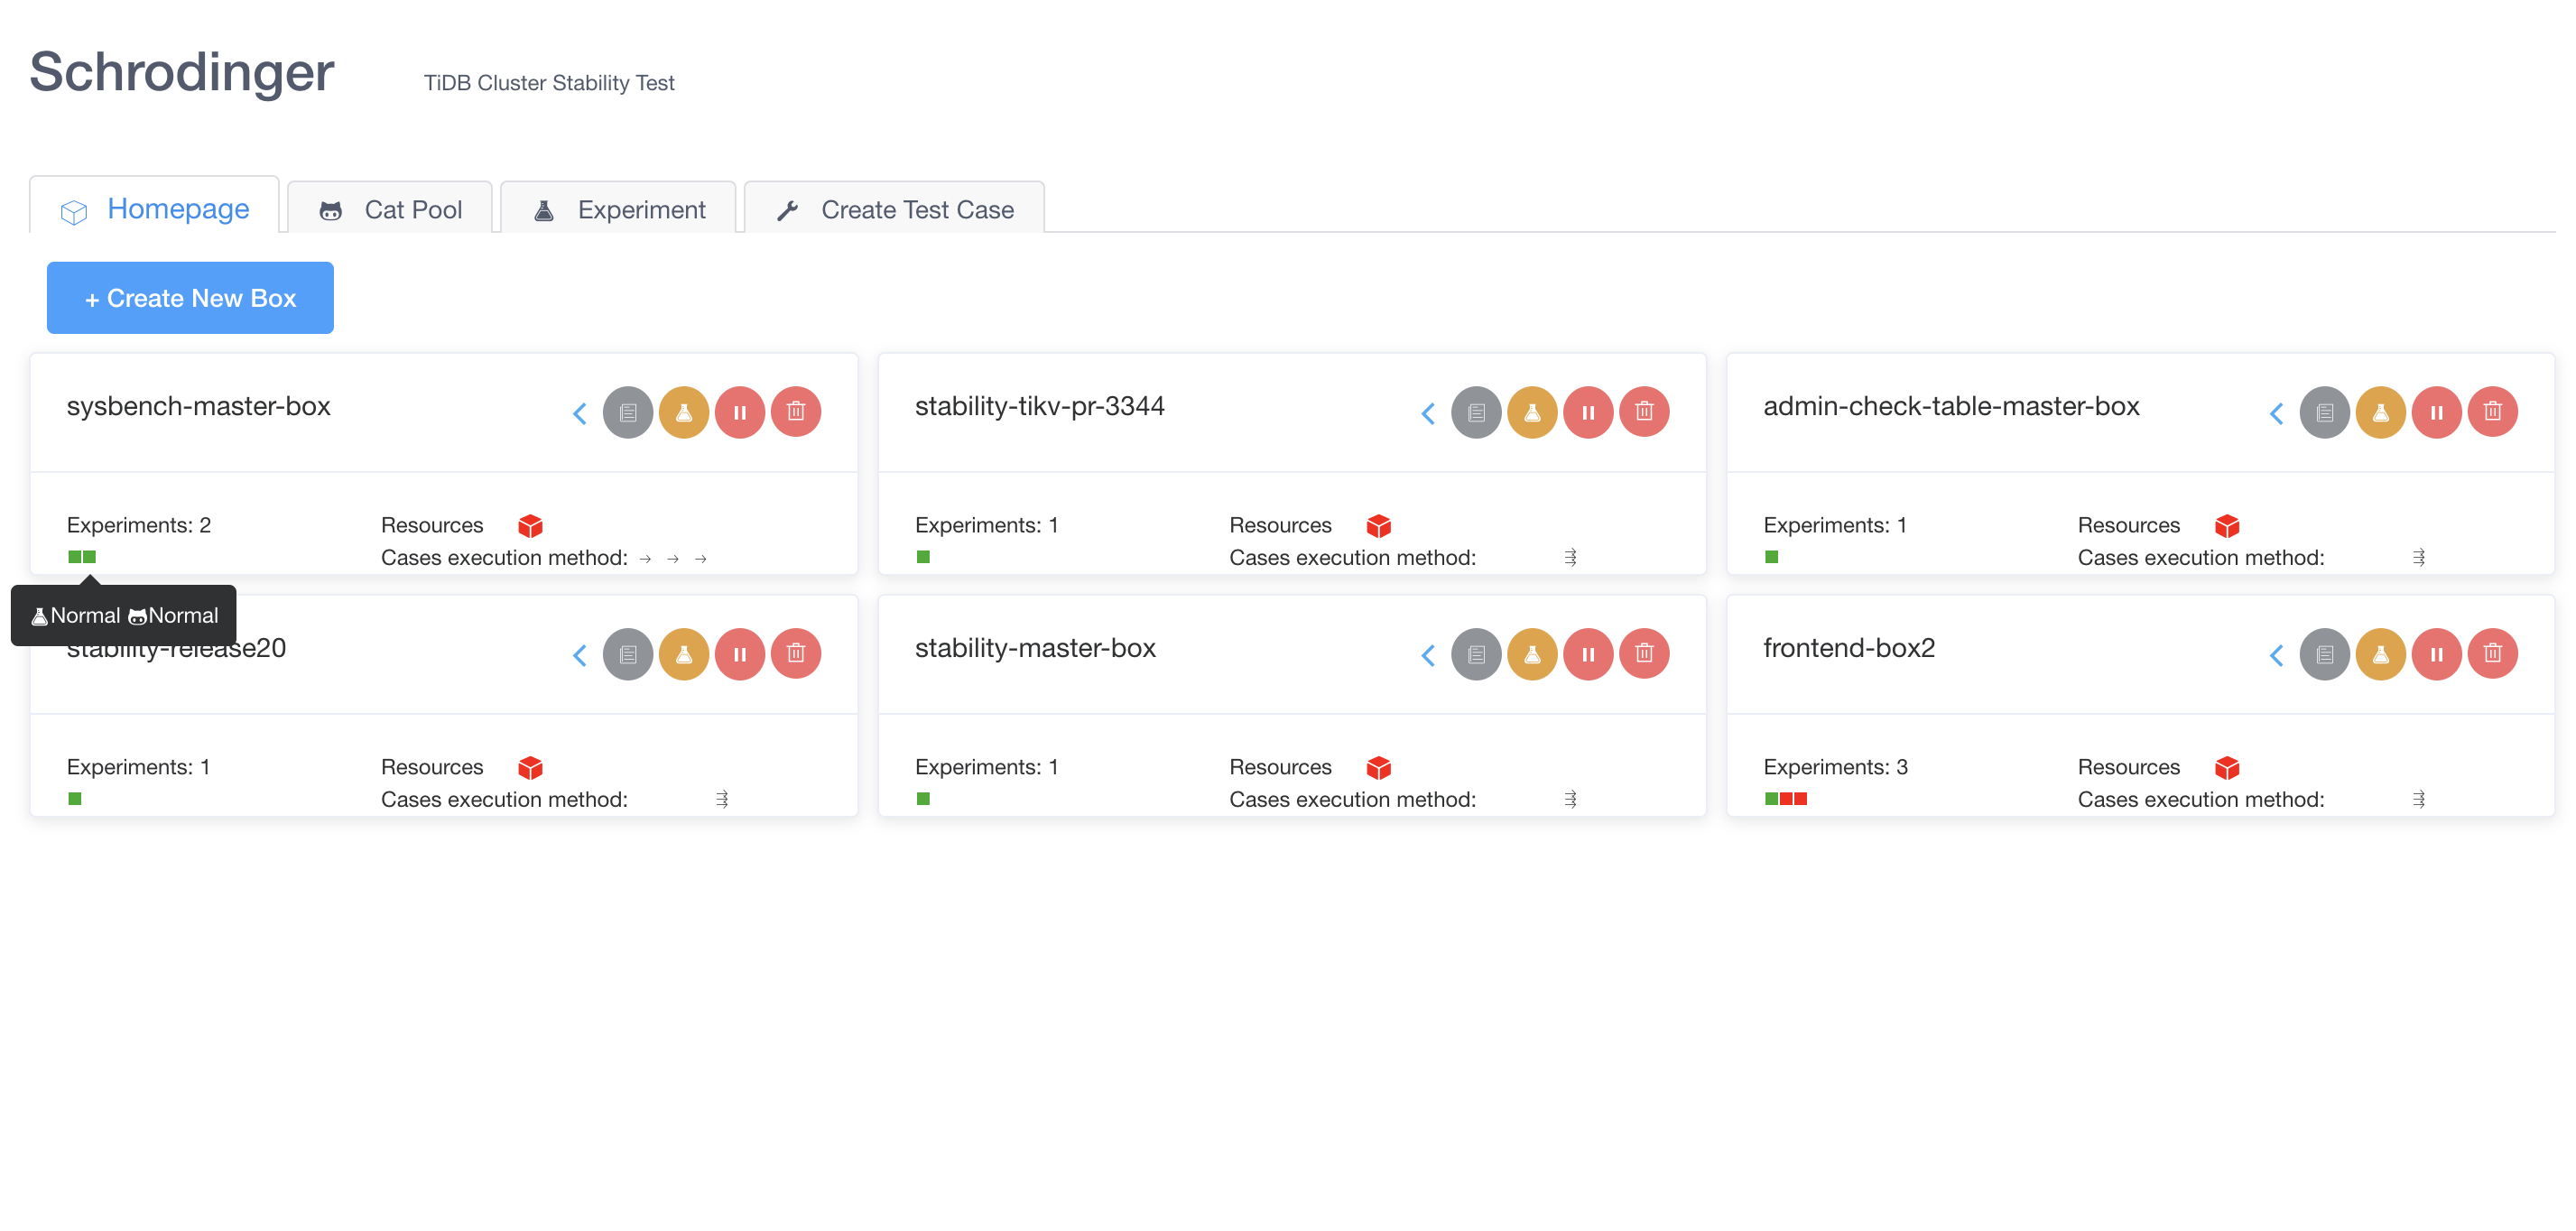 Schrodinger
TiDB Cluster Stability Test
Homepage
Cat Pool
Experiment
Create Test Case
+ Create New Box
sysbench-master-box
Experiments: 2
Resources
Cases execution method: → → →
stability-tikv-pr-3344
Experiments: 1
Resources
Cases execution method:
admin-check-table-master-box
Experiments: 1
Resources
Cases execution method:
Normal Normal
stability-release20
Experiments: 1
Resources
Cases execution method:
stability-master-box
Experiments: 1
Resources
Cases execution method:
frontend-box2
Experiments: 3
Resources
Cases execution method: